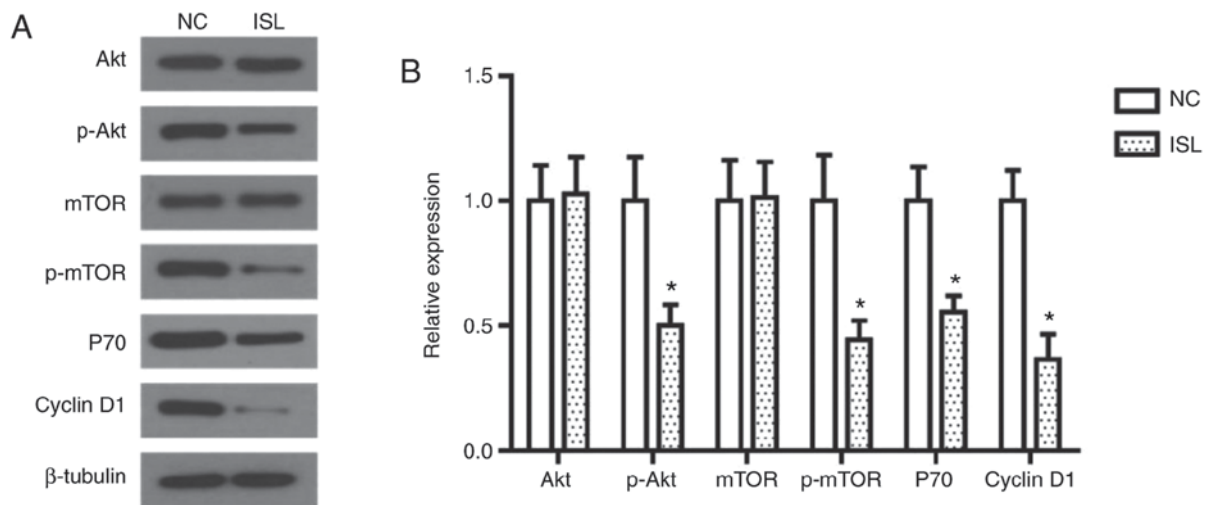 A
NC ISL
Akt
p-Akt
mTOR
p-mTOR
P70
Cyclin D1
β-tubulin
B
Relative expression
1.5
1.0
0.5
0.0
* * * *
Akt p-Akt mTOR p-mTOR P70 Cyclin D1
NC
ISL